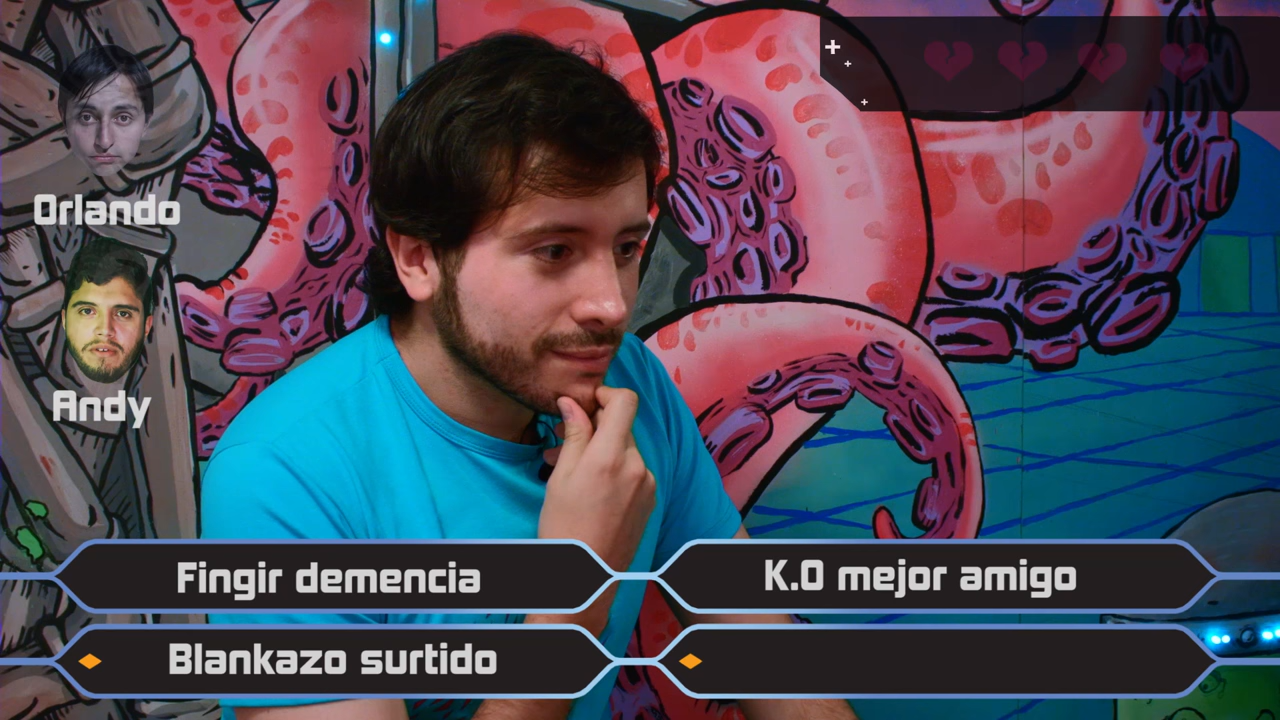 Orlando
Andy
Fingir demencia
K.O mejor amigo
Blankazo surtido